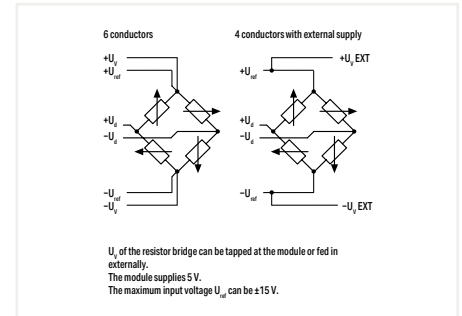 6 conductors
4 conductors with external supply
+Uv
+Uref
+Ud
−Ud
−Uref
−Uv
+Uv EXT
+Uref
+Ud
−Ud
−Uref
−Uv EXT
Uv of the resistor bridge can be tapped at the module or fed in
externally.
The module supplies 5 V.
The maximum input voltage Uref can be ±15 V.